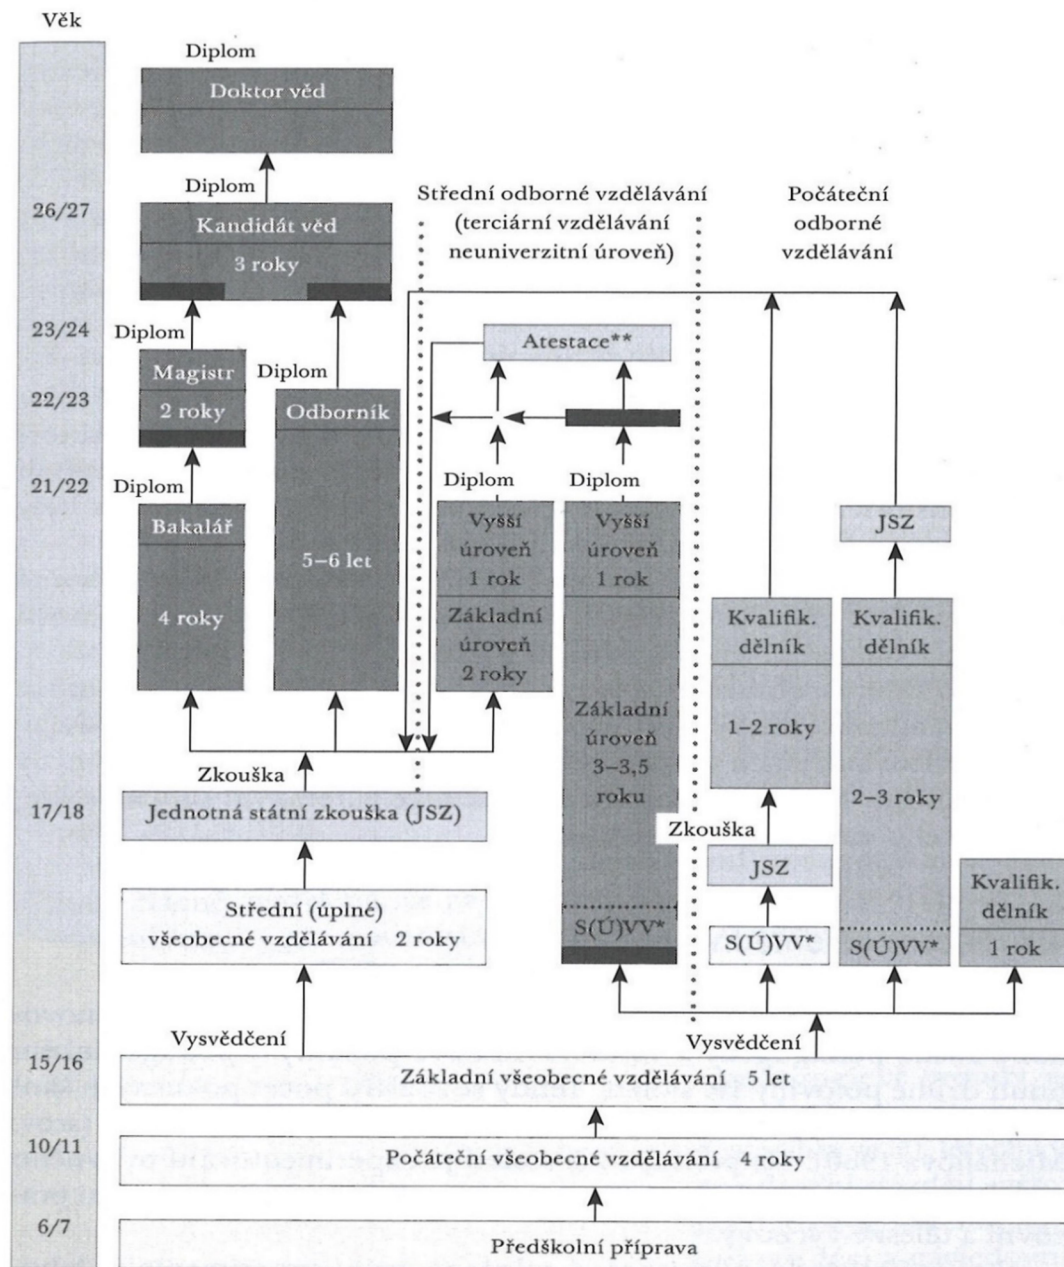 Věk
Diplom
Doktor věd
Diplom
26/27
Kandidát věd
3 roky
Střední odborné vzdělávání
(terciární vzdělávání
neuniverzitní úroveň)
Počáteční
odborné
vzdělávání
23/24
Diplom
Magistr
2 roky
22/23
Diplom
Odborník
5–6 let
Atestace**
21/22
Diplom
Bakalář
4 roky
Diplom
Vyšší
úroveň
1 rok
Základní
úroveň
2 roky
Diplom
Vyšší
úroveň
1 rok
Základní
úroveň
3–3,5
roku
S(Ú)VV*
JSZ
Kvalifik.
dělník
1–2 roky
Zkouška
JSZ
S(Ú)VV*
Kvalifik.
dělník
2–3 roky
S(Ú)VV*
Kvalifik.
dělník
1 rok
Zkouška
17/18
Jednotná státní zkouška (JSZ)
Střední (úplné)
všeobecné vzdělávání 2 roky
Vysvědčení
Vysvědčení
15/16
Základní všeobecné vzdělávání 5 let
10/11
Počáteční všeobecné vzdělávání 4 roky
6/7
Předškolní příprava